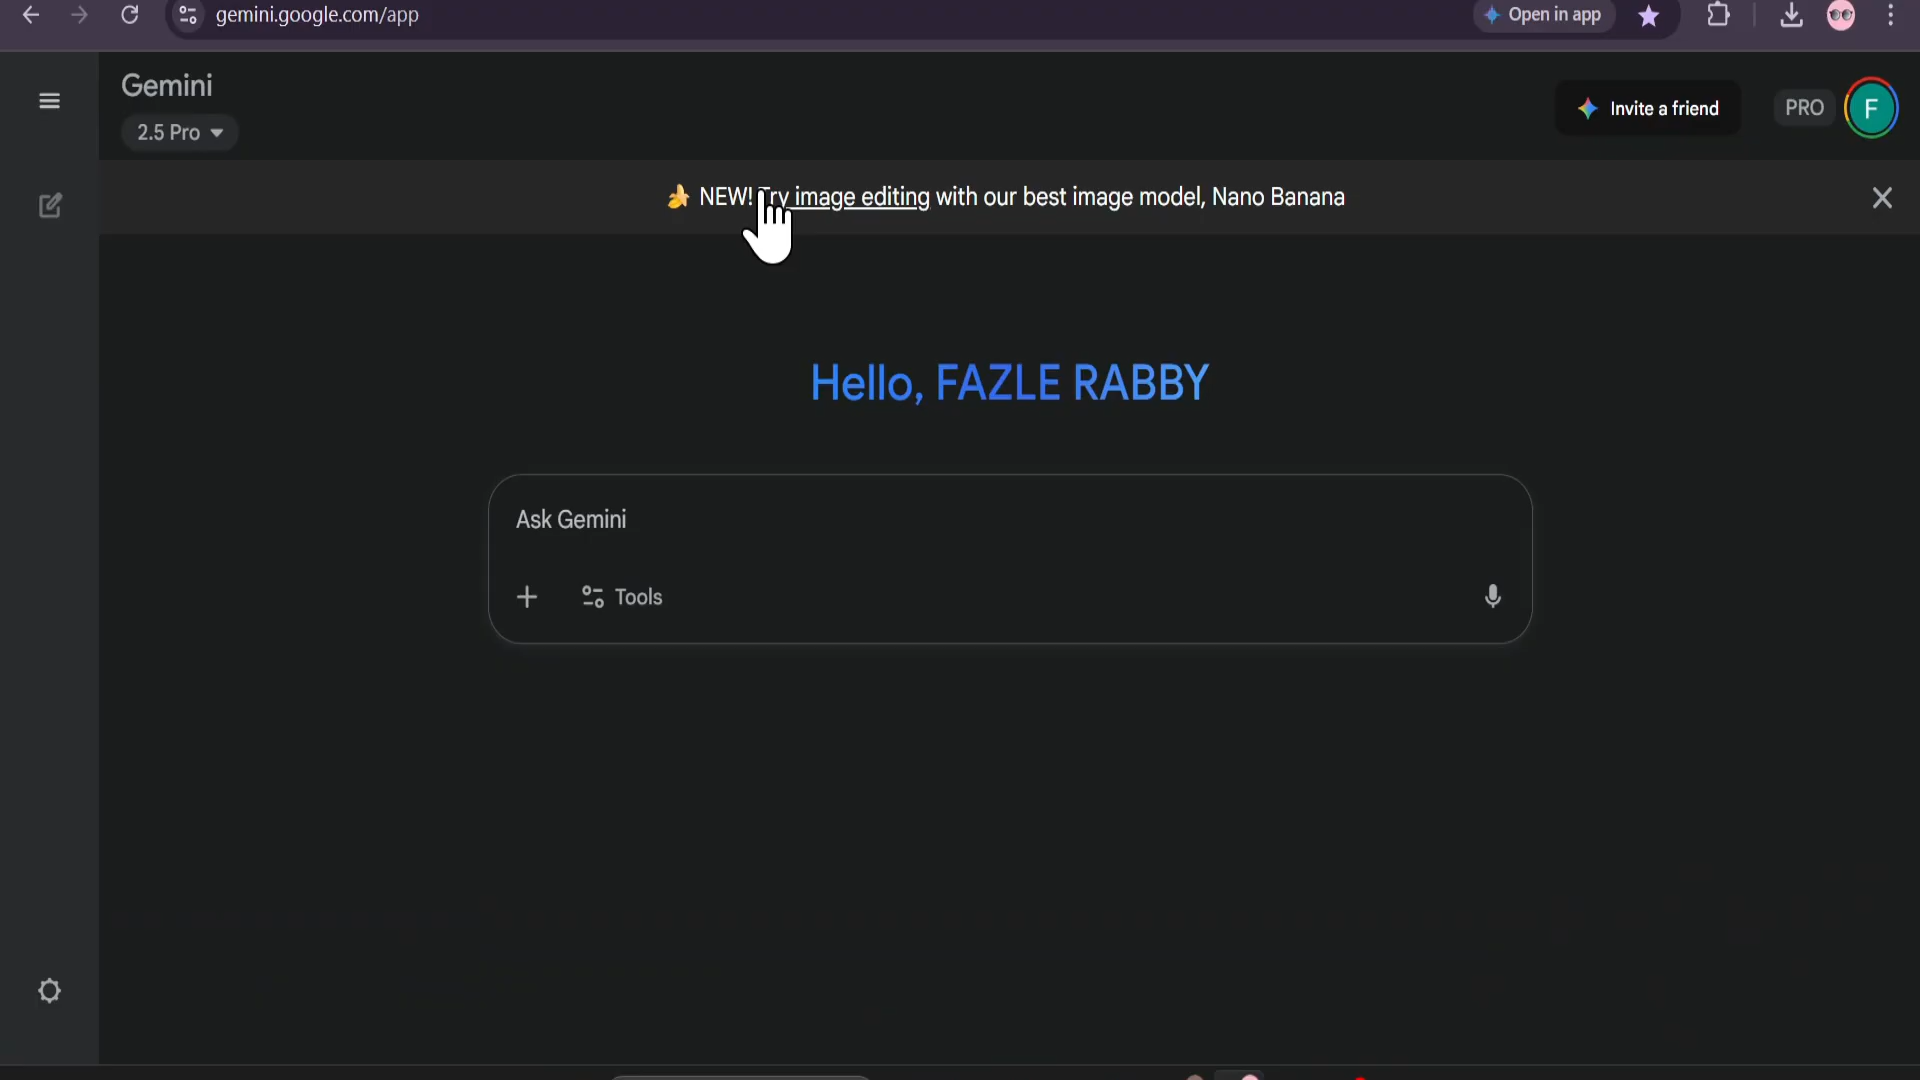 gemini.google.com/app
Open in app
Gemini
2.5 Pro
Invite a friend
PRO
F
NEW! Try image editing with our best image model, Nano Banana
Hello, FAZLE RABBY
Ask Gemini
Tools